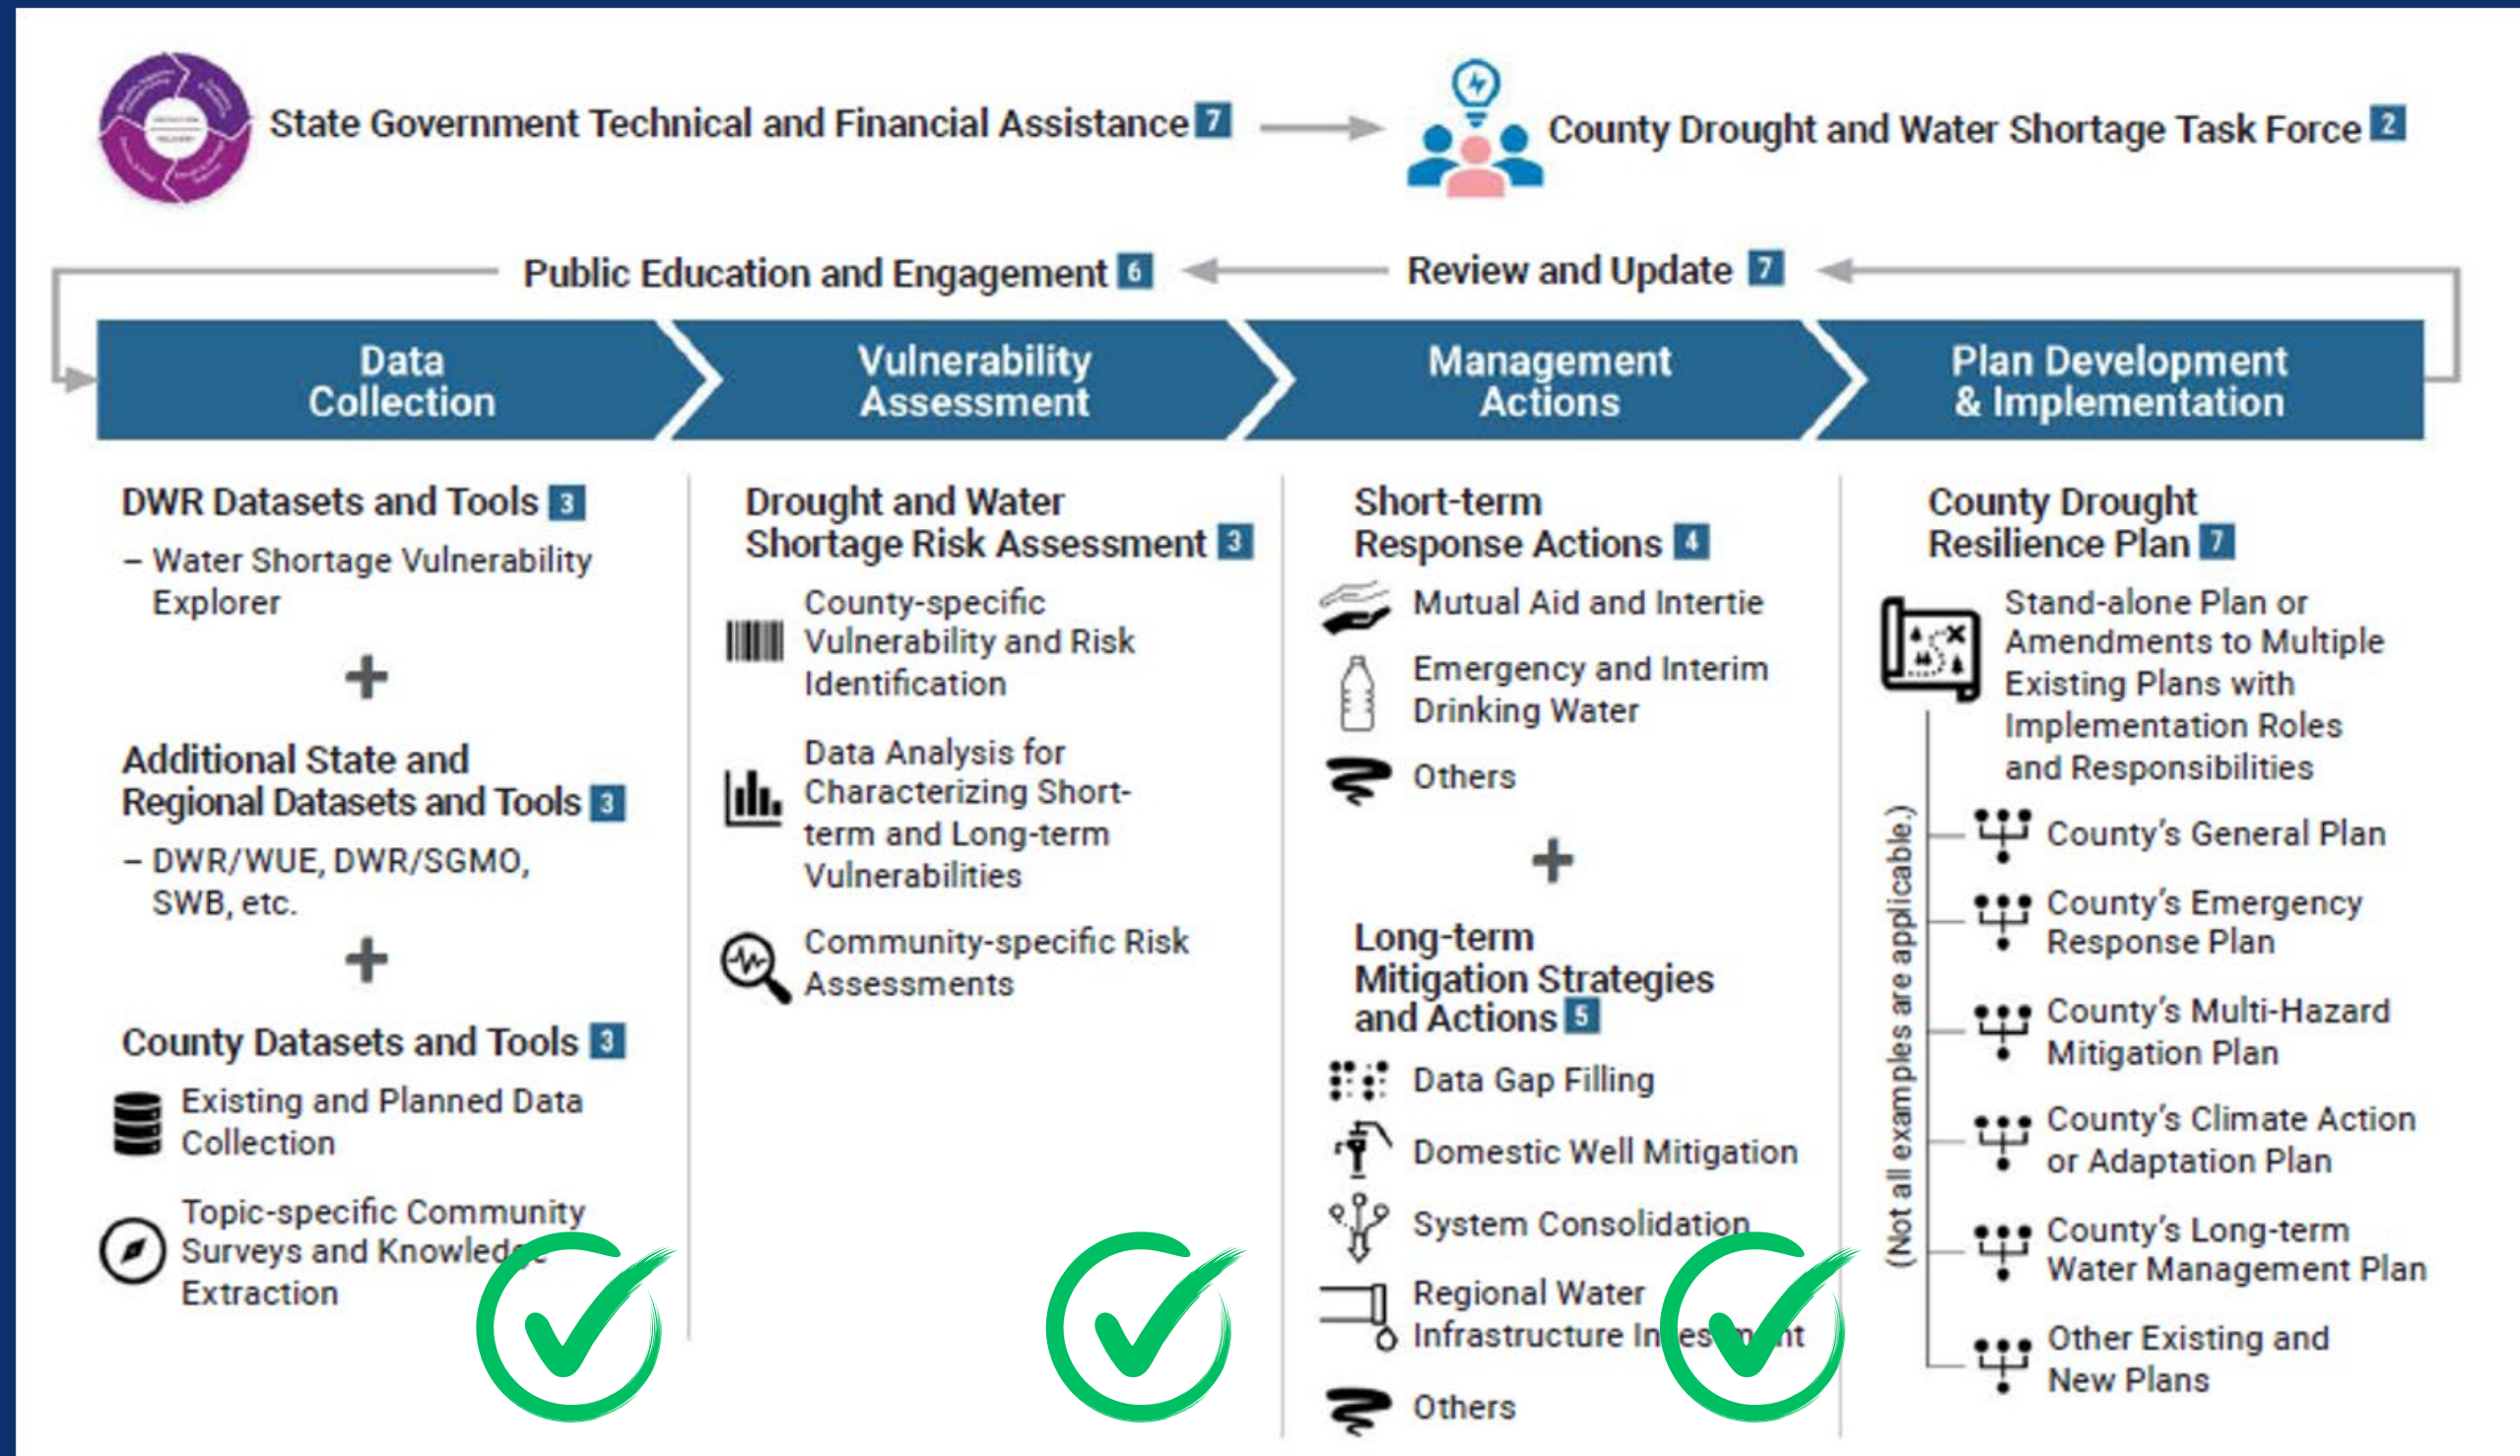 State Government Technical and Financial Assistance 7
County Drought and Water Shortage Task Force 2
Public Education and Engagement 6
Review and Update 7
Data
Collection
Vulnerability
Assessment
Management
Actions
Plan Development
& Implementation
DWR Datasets and Tools 3
– Water Shortage Vulnerability
Explorer
+
Additional State and
Regional Datasets and Tools 3
– DWR/WUE, DWR/SGMO,
SWB, etc.
+
County Datasets and Tools 3
Existing and Planned Data
Collection
Topic-specific Community
Surveys and Knowledge
Extraction
Drought and Water
Shortage Risk Assessment 3
County-specific
Vulnerability and Risk
Identification
Data Analysis for
Characterizing Short-
term and Long-term
Vulnerabilities
Community-specific Risk
Assessments
Short-term
Response Actions 4
Mutual Aid and Intertie
Emergency and Interim
Drinking Water
Others
+
Long-term
Mitigation Strategies
and Actions 5
Data Gap Filling
Domestic Well Mitigation
System Consolidation
Regional Water
Infrastructure Investment
Others
County Drought
Resilience Plan 7
Stand-alone Plan or
Amendments to Multiple
Existing Plans with
Implementation Roles
and Responsibilities
(Not all examples are applicable.)
County's General Plan
County's Emergency
Response Plan
County's Multi-Hazard
Mitigation Plan
County's Climate Action
or Adaptation Plan
County's Long-term
Water Management Plan
Other Existing and
New Plans